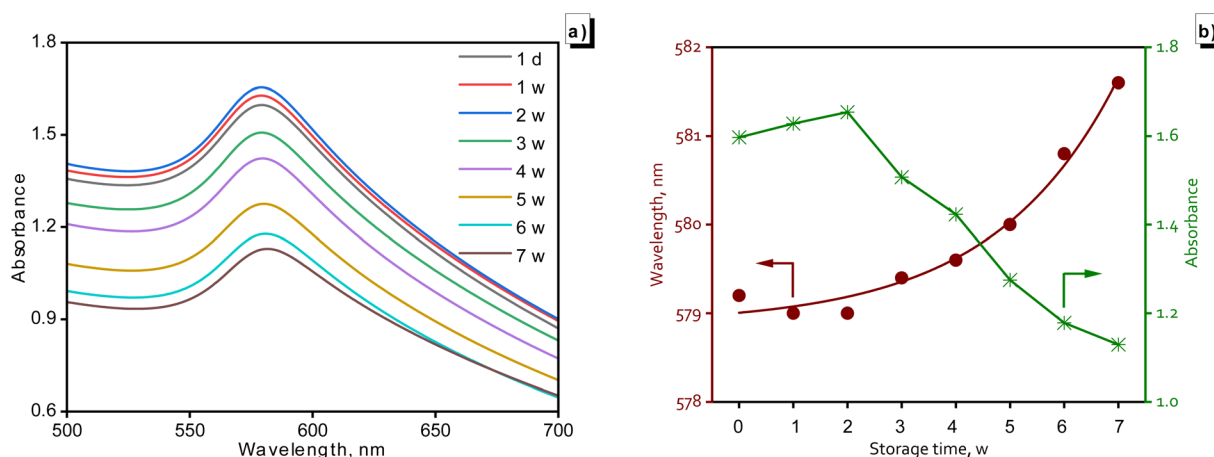 a)
1.8
1.5
1.2
0.9
0.6
Absorbance
500
550
600
650
700
Wavelength, nm
1 d
1 w
2 w
3 w
4 w
5 w
6 w
7 w
b)
582
581
580
579
578
Wavelength, nm
0
1
2
3
4
5
6
7
Storage time, w
1.8
1.6
1.4
1.2
1.0
Absorbance